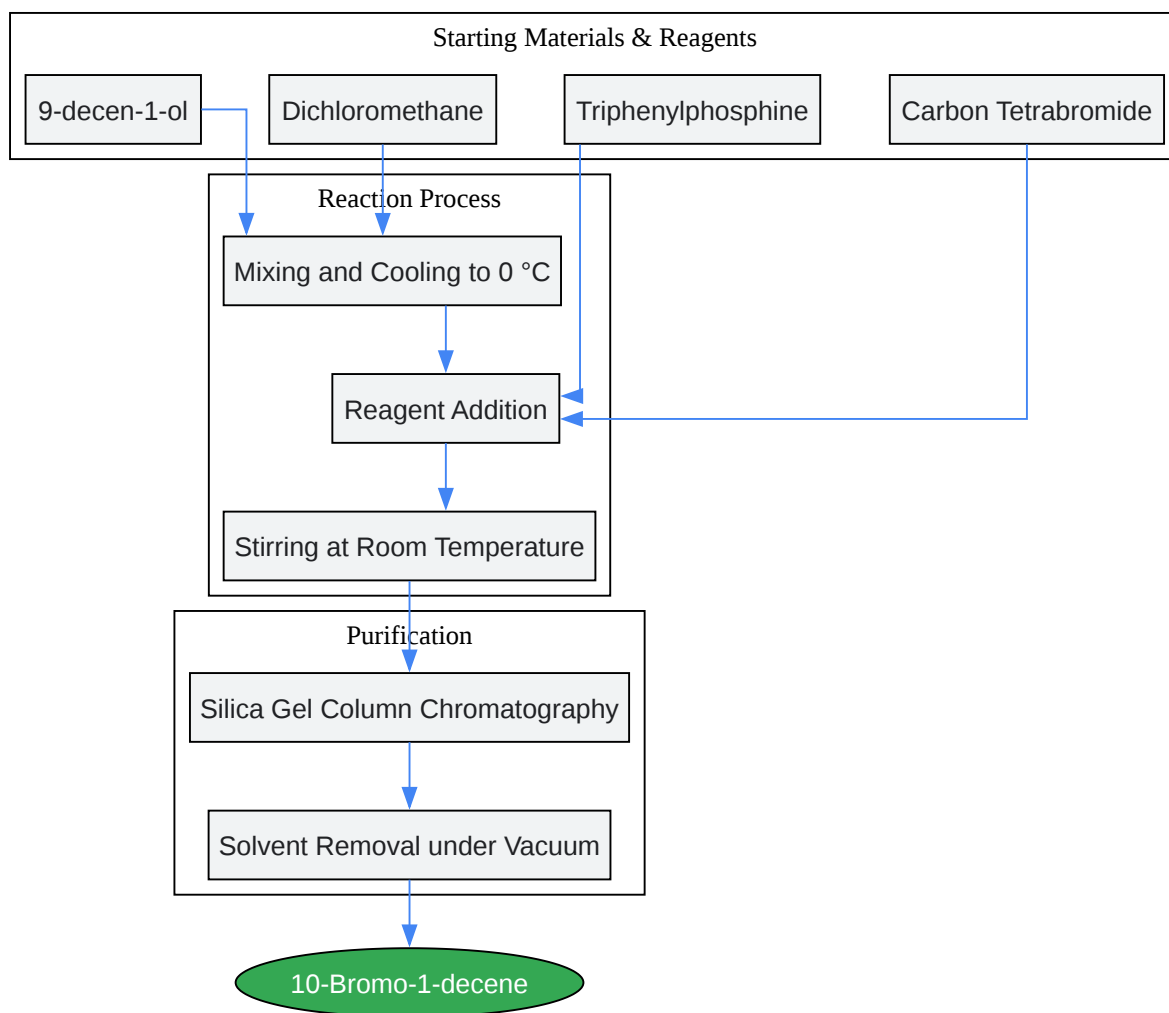 Starting Materials & Reagents
9-decen-1-ol
Dichloromethane
Triphenylphosphine
Carbon Tetrabromide
Reaction Process
Mixing and Cooling to 0 °C
Reagent Addition
Stirring at Room Temperature
Purification
Silica Gel Column Chromatography
Solvent Removal under Vacuum
10-Bromo-1-decene